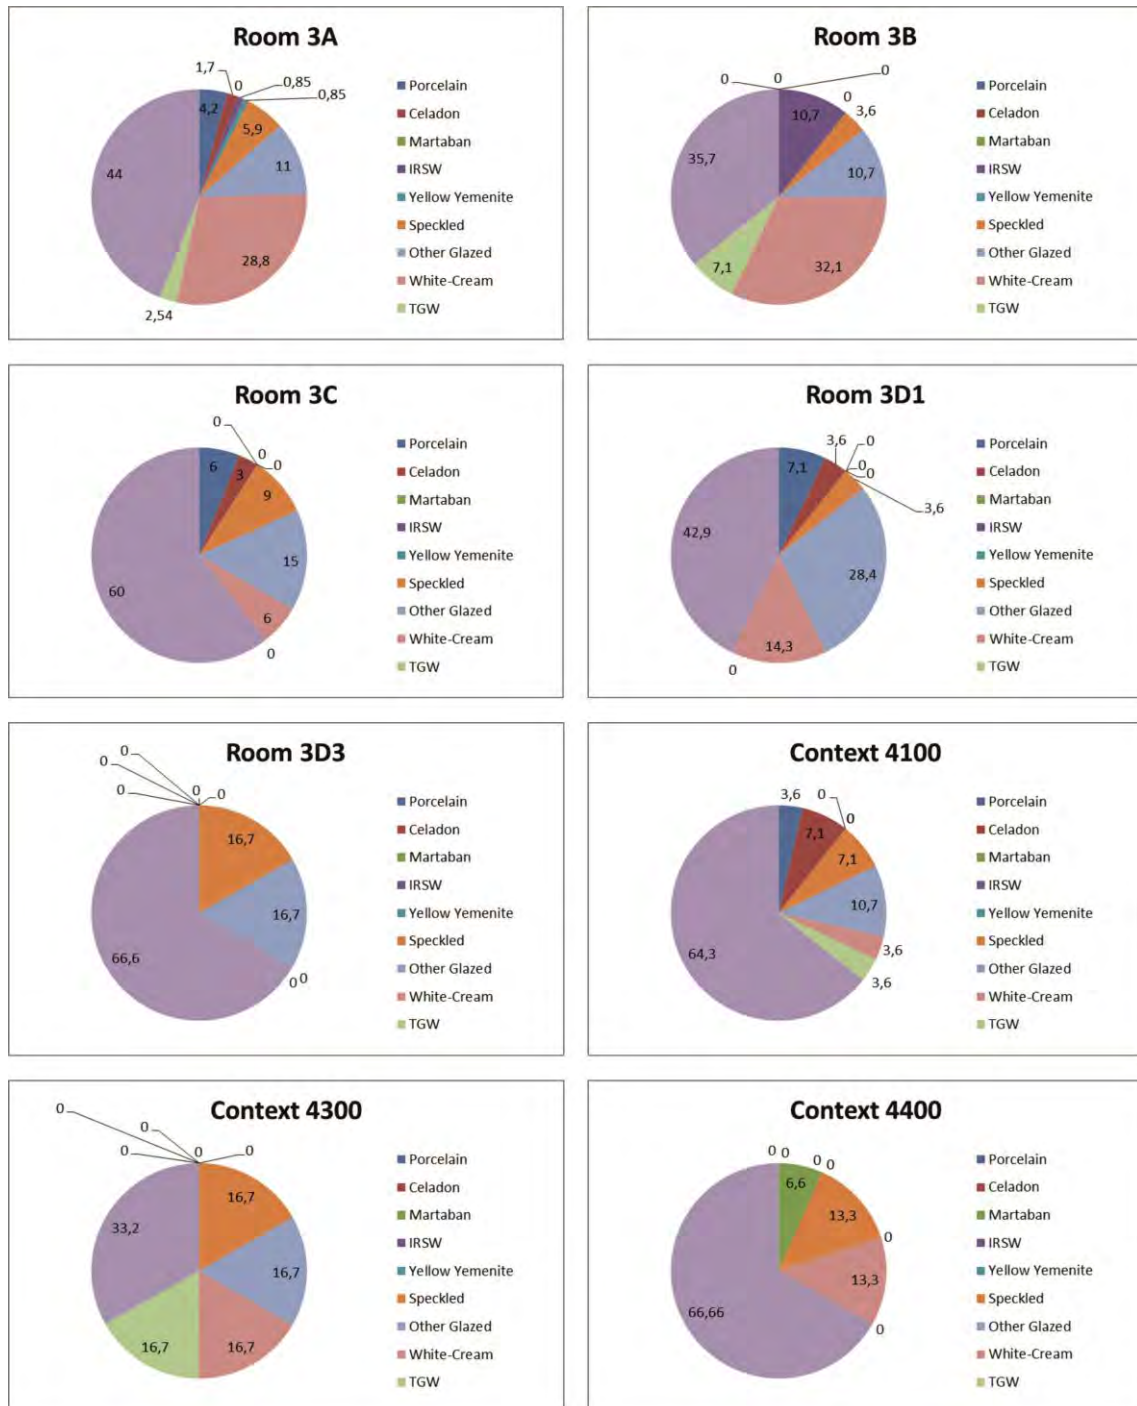 Room 3A
1,7
0
0,85
0,85
4,2
5,9
11
28,8
2,54
44
Porcelain
Celadon
Martaban
IRSW
Yellow Yemenite
Speckled
Other Glazed
White-Cream
TGW
Room 3B
0
0
0
0
3,6
10,7
10,7
32,1
7,1
35,7
Porcelain
Celadon
Martaban
IRSW
Yellow Yemenite
Speckled
Other Glazed
White-Cream
TGW
Room 3C
0
0
0
6
3
9
15
6
0
60
Porcelain
Celadon
Martaban
IRSW
Yellow Yemenite
Speckled
Other Glazed
White-Cream
TGW
Room 3D1
7,1
3,6
0
0
0
3,6
28,4
14,3
0
42,9
Porcelain
Celadon
Martaban
IRSW
Yellow Yemenite
Speckled
Other Glazed
White-Cream
TGW
Room 3D3
0
0
0
0
0
16,7
16,7
0
0
66,6
Porcelain
Celadon
Martaban
IRSW
Yellow Yemenite
Speckled
Other Glazed
White-Cream
TGW
Context 4100
3,6
0
0
7,1
7,1
10,7
3,6
3,6
64,3
Porcelain
Celadon
Martaban
IRSW
Yellow Yemenite
Speckled
Other Glazed
White-Cream
TGW
Context 4300
0
0
0
0
0
16,7
16,7
16,7
16,7
33,2
Porcelain
Celadon
Martaban
IRSW
Yellow Yemenite
Speckled
Other Glazed
White-Cream
TGW
Context 4400
0
0
0
0
6,6
13,3
0
13,3
0
66,66
Porcelain
Celadon
Martaban
IRSW
Yellow Yemenite
Speckled
Other Glazed
White-Cream
TGW